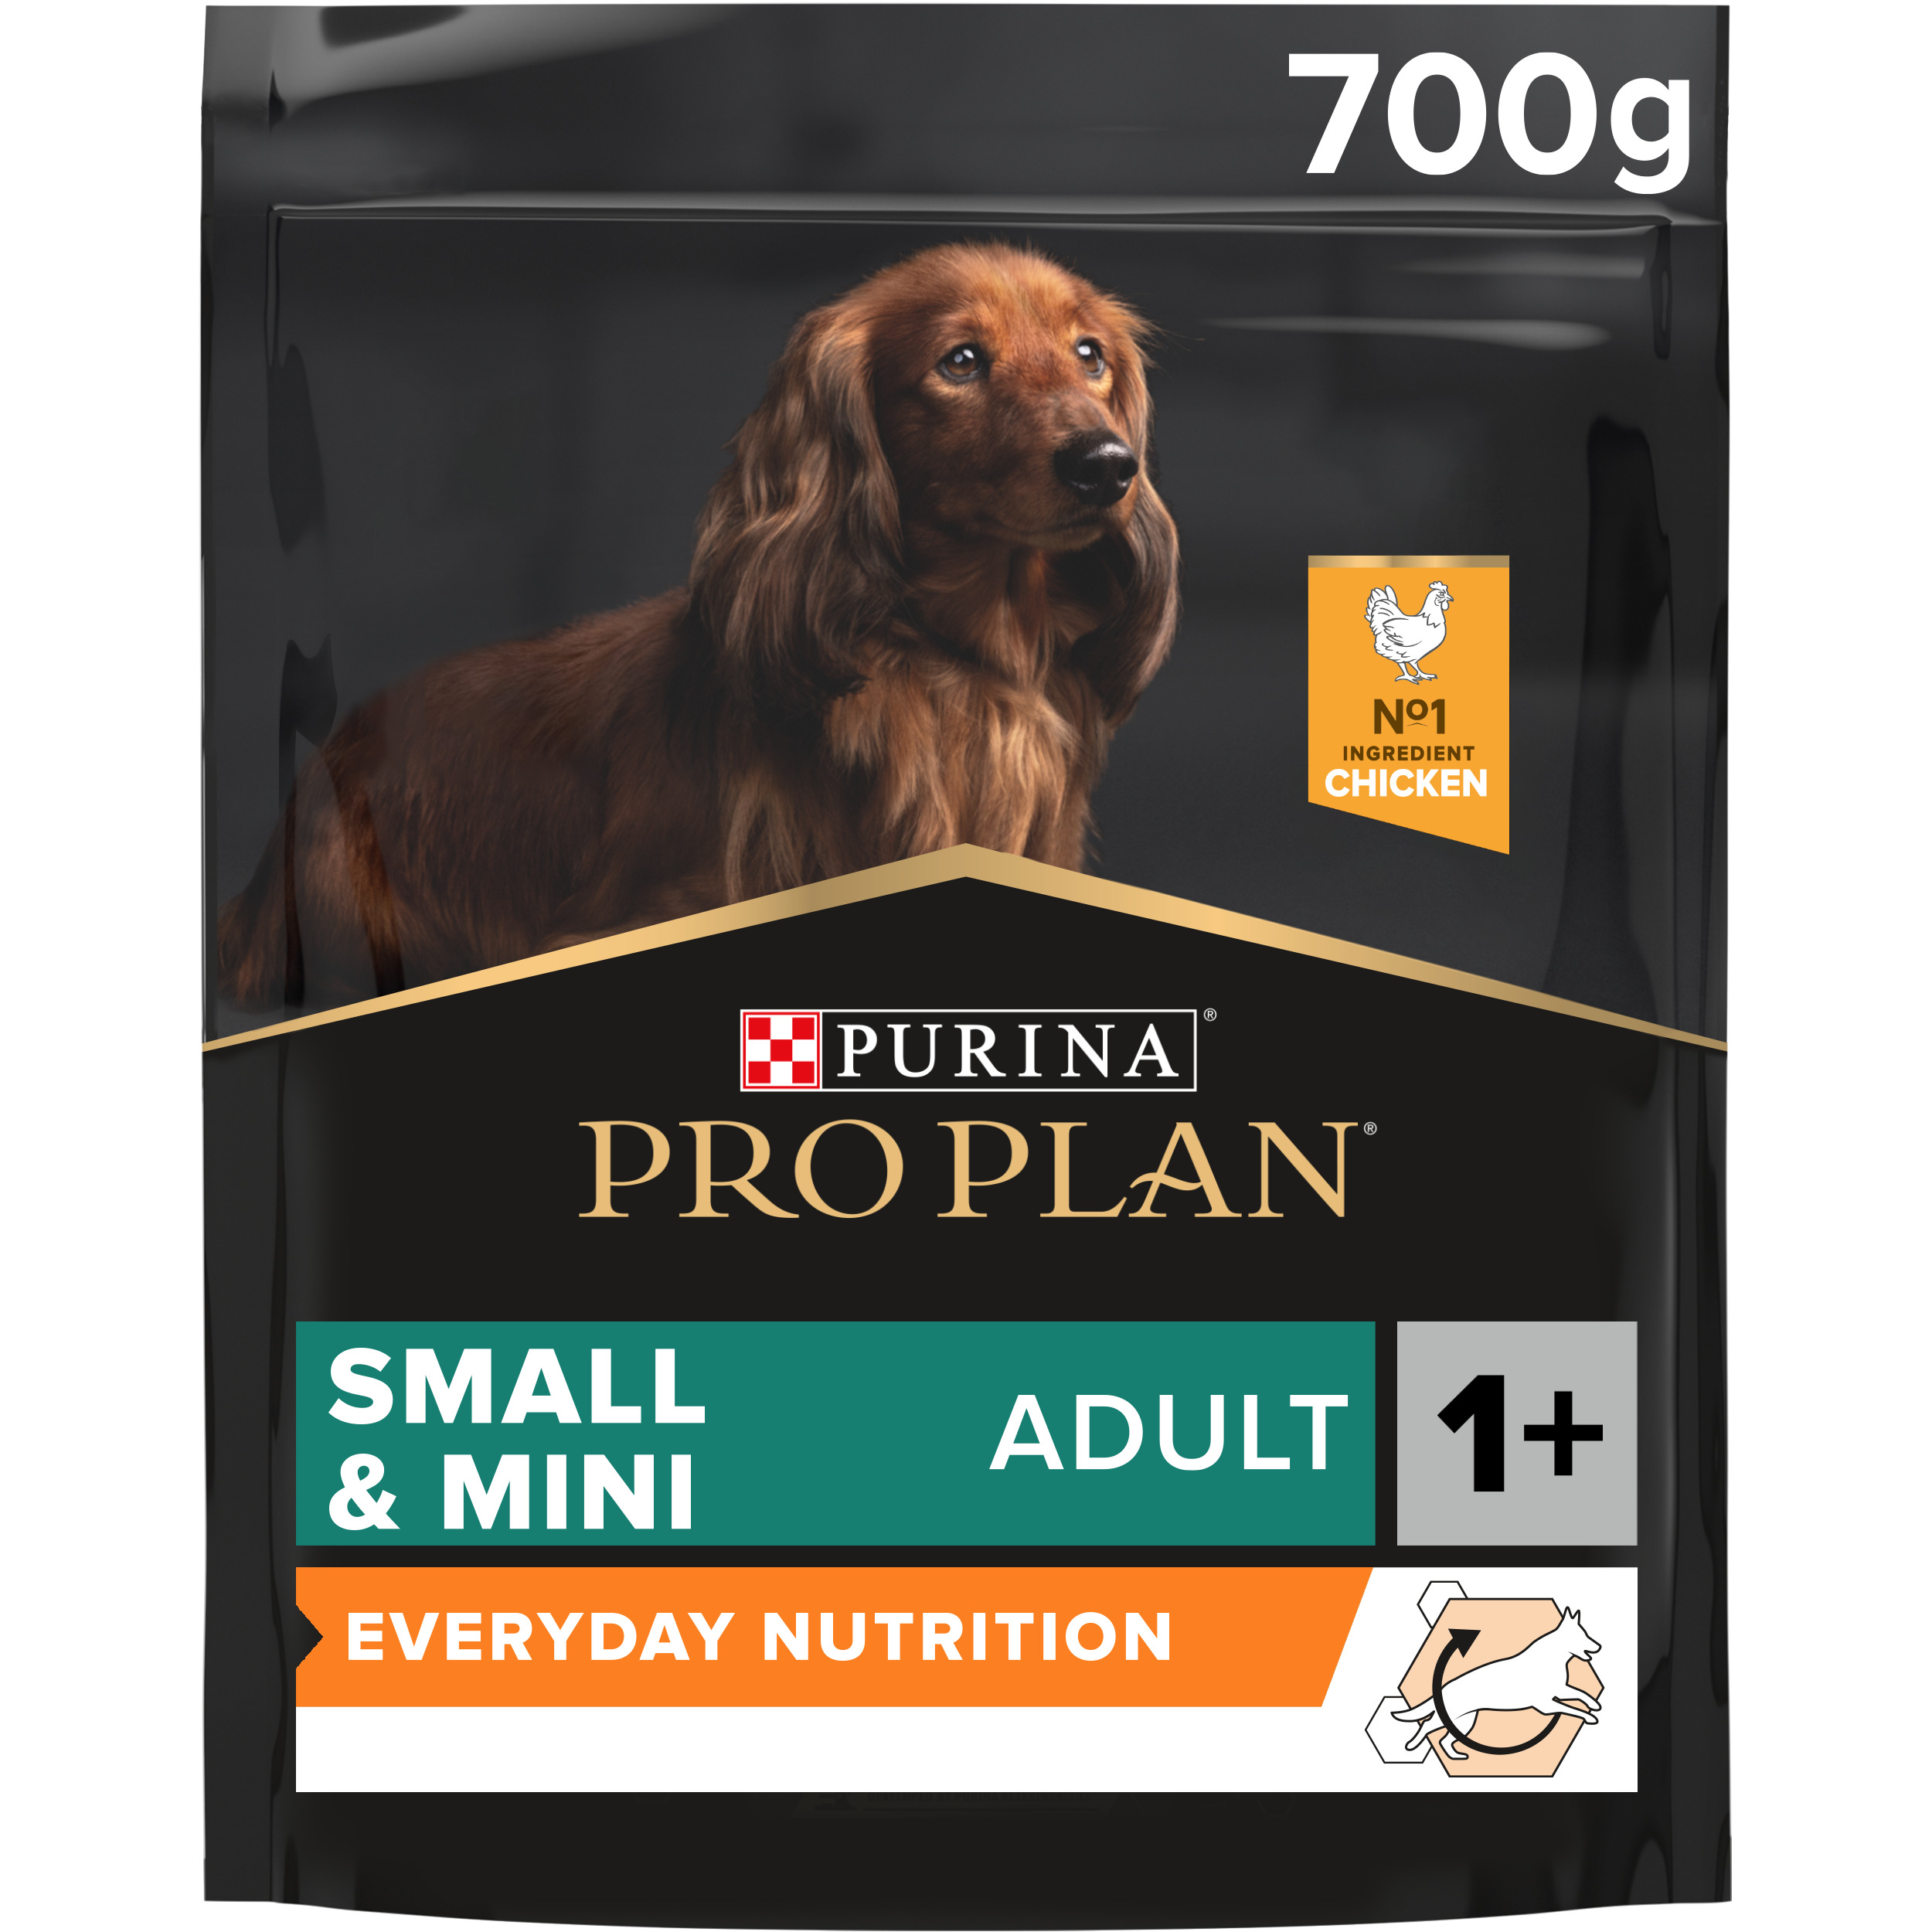 700g
Nº1
INGREDIENT
CHICKEN
PURINA®
PRO PLAN®
SMALL
& MINI
ADULT
1+
EVERYDAY NUTRITION